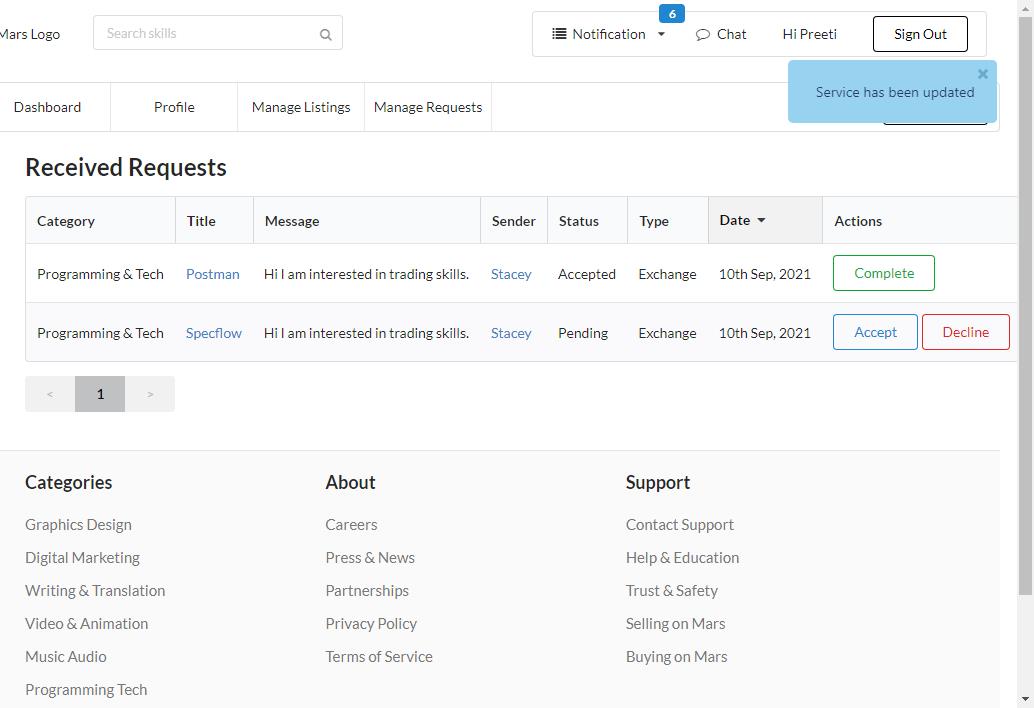 6
Mars Logo Search skills Notification Chat Hi Preeti Sign Out
Service has been updated
Dashboard Profile Manage Listings Manage Requests
Received Requests
Category Title Message Sender Status Type Date Actions
Programming & Tech Postman Hi I am interested in trading skills. Stacey Accepted Exchange 10th Sep, 2021 Complete
Programming & Tech Specflow Hi I am interested in trading skills. Stacey Pending Exchange 10th Sep, 2021 Accept Decline
< 1 >
Categories About Support
Graphics Design Careers Contact Support
Digital Marketing Press & News Help & Education
Writing & Translation Partnerships Trust & Safety
Video & Animation Privacy Policy Selling on Mars
Music Audio Terms of Service Buying on Mars
Programming Tech